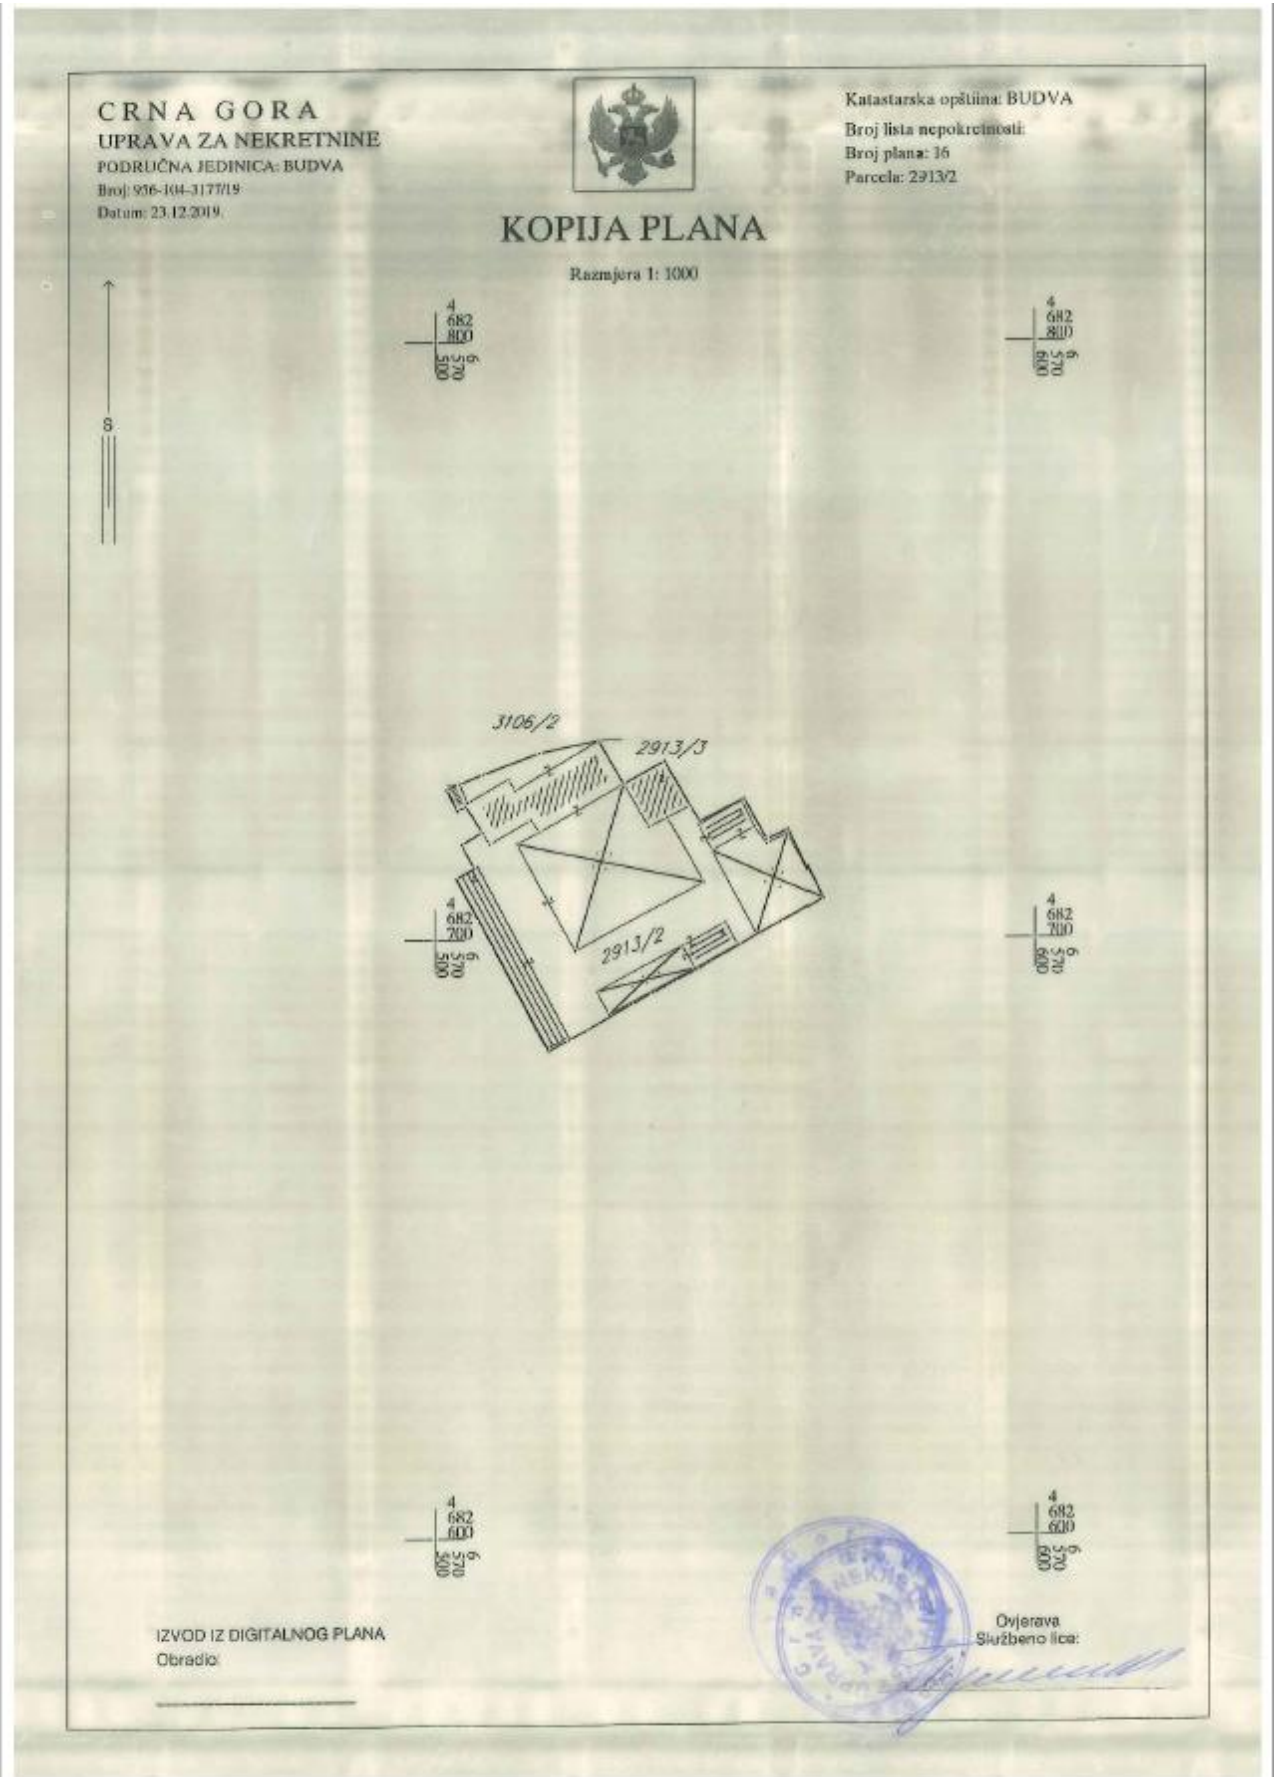 CRNA GORA
UPRAVA ZA NEKRETNINE
PODRUČNA JEDINICA: BUDVA
Broj: 956-104-3177/19
Datum: 23.12.2019.
Katastarska opština: BUDVA
Broj lista nepokretnosti:
Broj plana: 16
Parcela: 2913/2
KOPIJA PLANA
Razmjera 1: 1000
S
4
682
800
6
570
500
4
682
800
6
570
600
3106/2
2913/3
2913/2
4
682
700
6
570
500
4
682
700
6
570
600
4
682
600
6
570
500
4
682
600
6
570
600
IZVOD IZ DIGITALNOG PLANA
Obradio:
Ovjerava
Službeno lice: